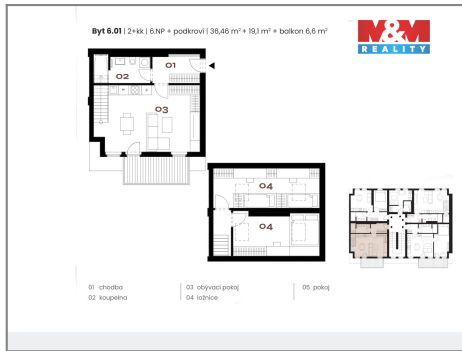 Byt 6.01 | 2+kk | 6.NP + podkroví | 36,46 m² + 19,1 m² + balkon 6,6 m²
M&M
REALITY
02
01
03
04
04
01 chodba
02 koupelna
03 obývací pokoj
04 ložnice
05 pokoj